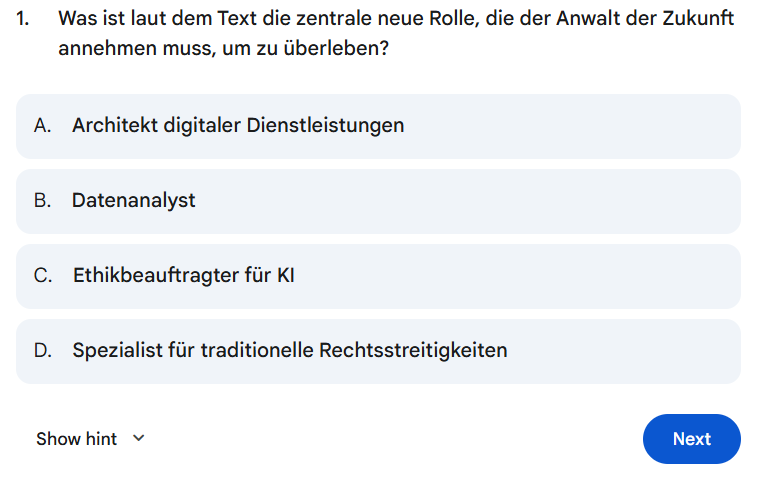 1. Was ist laut dem Text die zentrale neue Rolle, die der Anwalt der Zukunft
annehmen muss, um zu überleben?
A. Architekt digitaler Dienstleistungen
B. Datenanalyst
C. Ethikbeauftragter für KI
D. Spezialist für traditionelle Rechtsstreitigkeiten
Show hint
Next